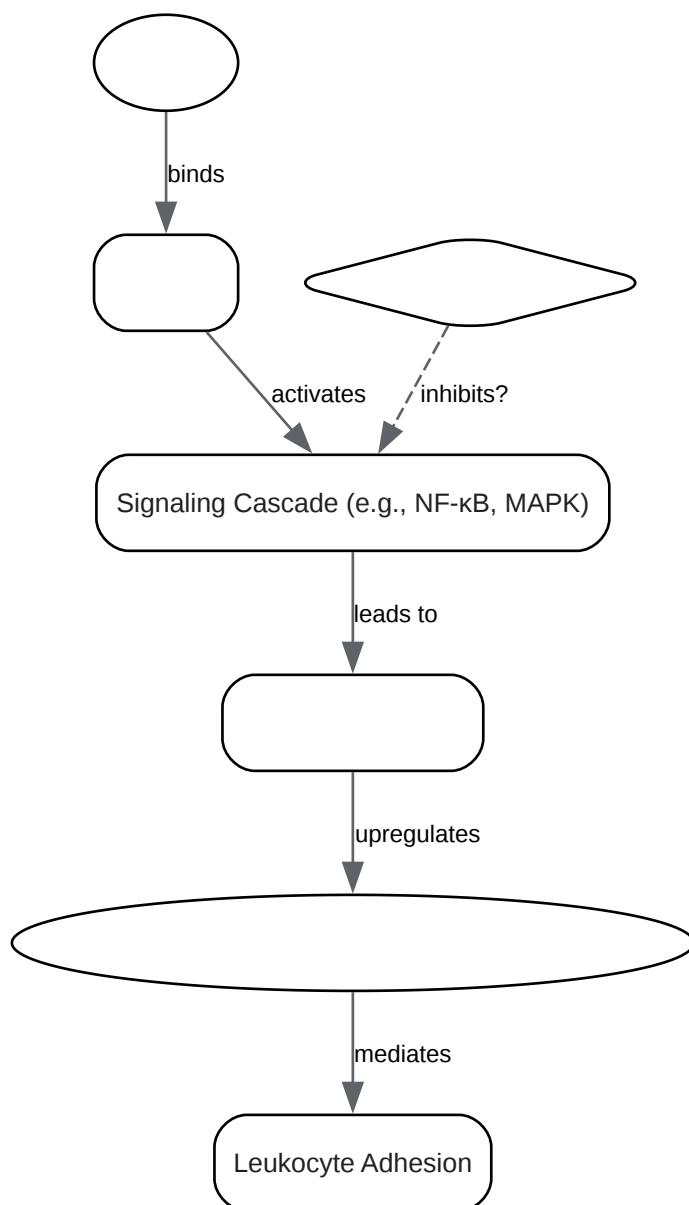 binds
activates
inhibits?
Signaling Cascade (e.g., NF-κB, MAPK)
leads to
upregulates
mediates
Leukocyte Adhesion